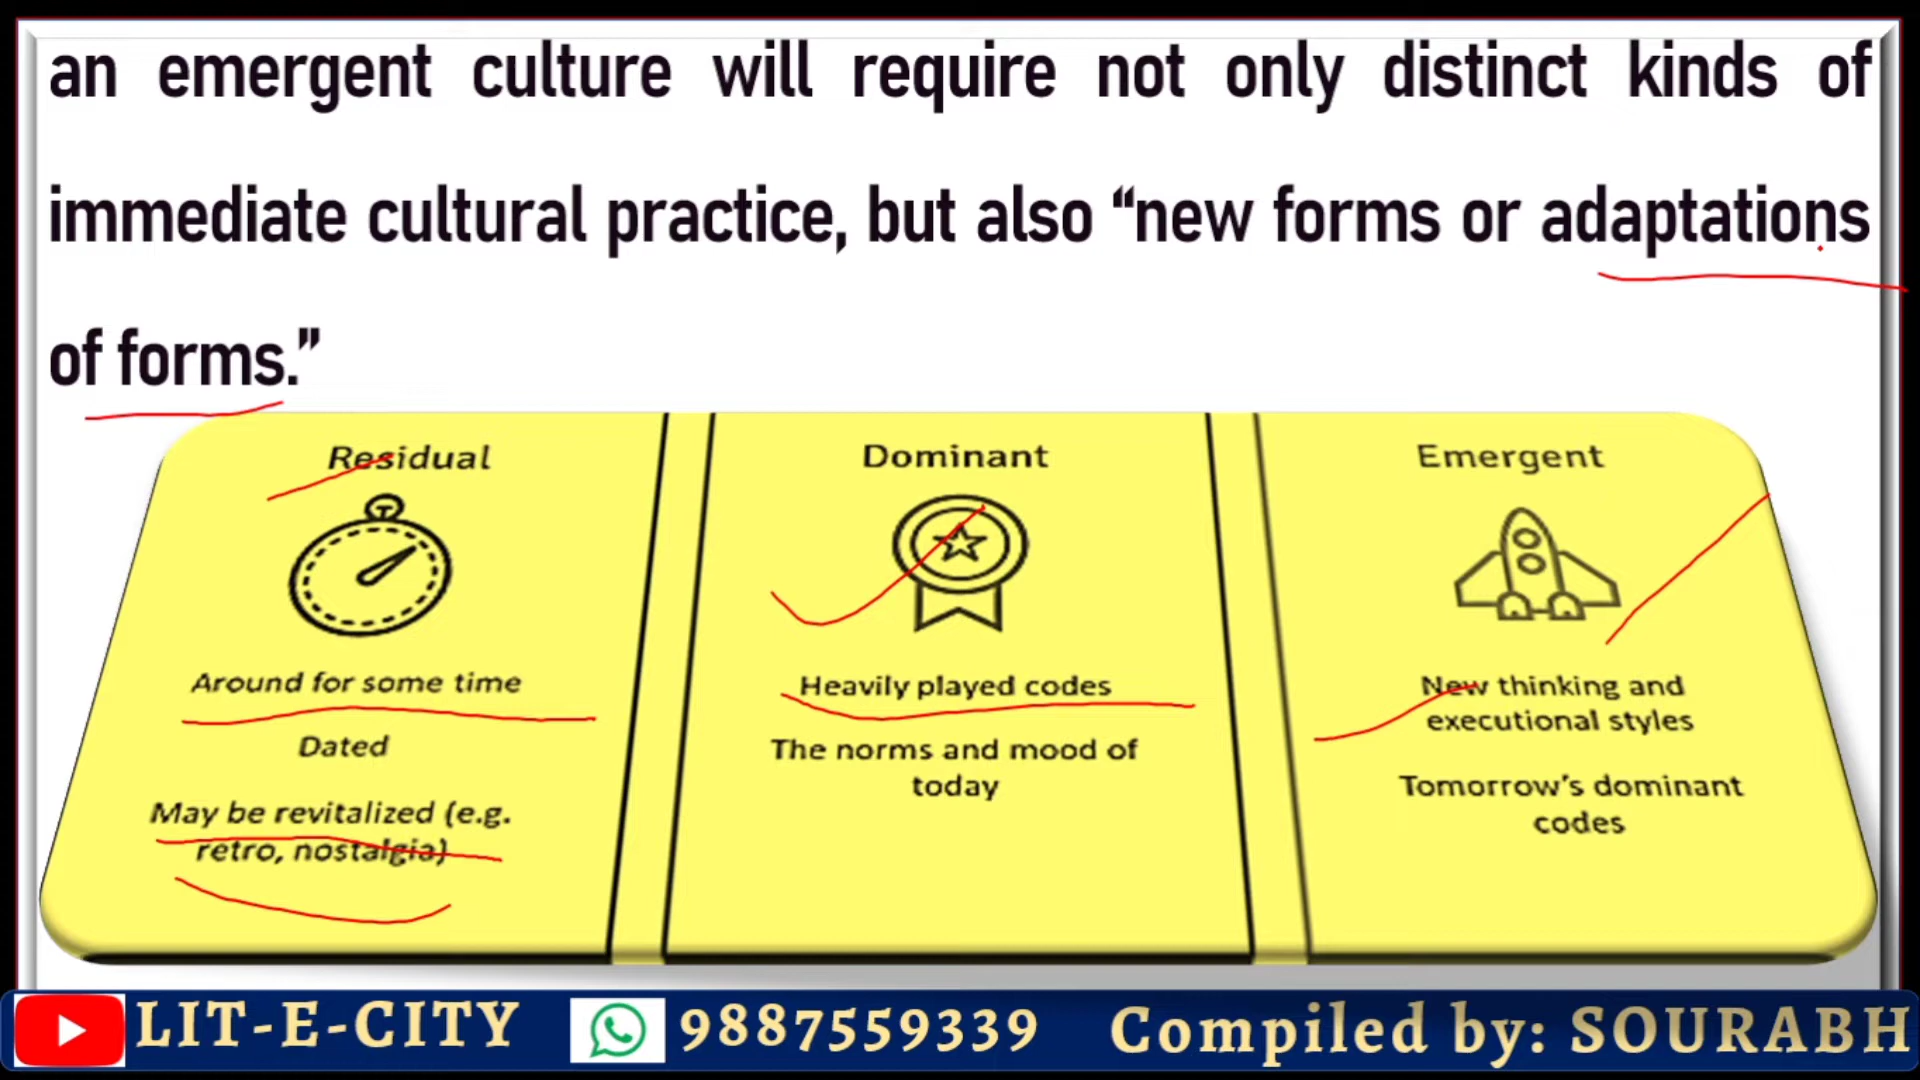 an emergent culture will require not only distinct kinds of
immediate cultural practice, but also “new forms or adaptations
of forms.”
Residual
Around for some time
Dated
May be revitalized (e.g.
retro, nostalgia)
Dominant
Heavily played codes
The norms and mood of
today
Emergent
New thinking and
executional styles
Tomorrow’s dominant
codes
LIT-E-CITY 9887559339 Compiled by: SOURABH